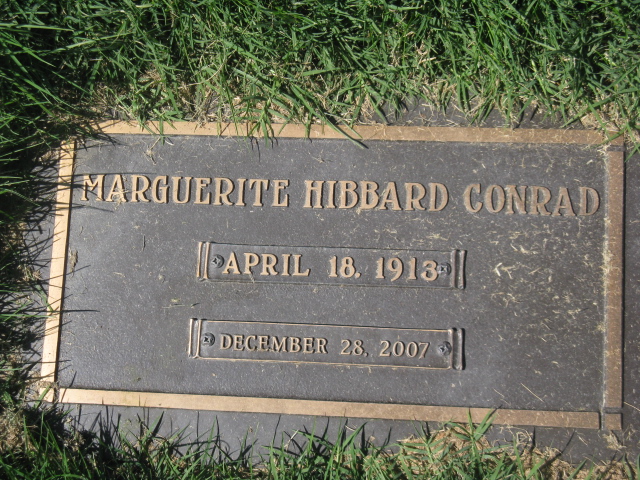 MARGUERITE HIBBARD CONRAD
APRIL 18, 1913
DECEMBER 28, 2007